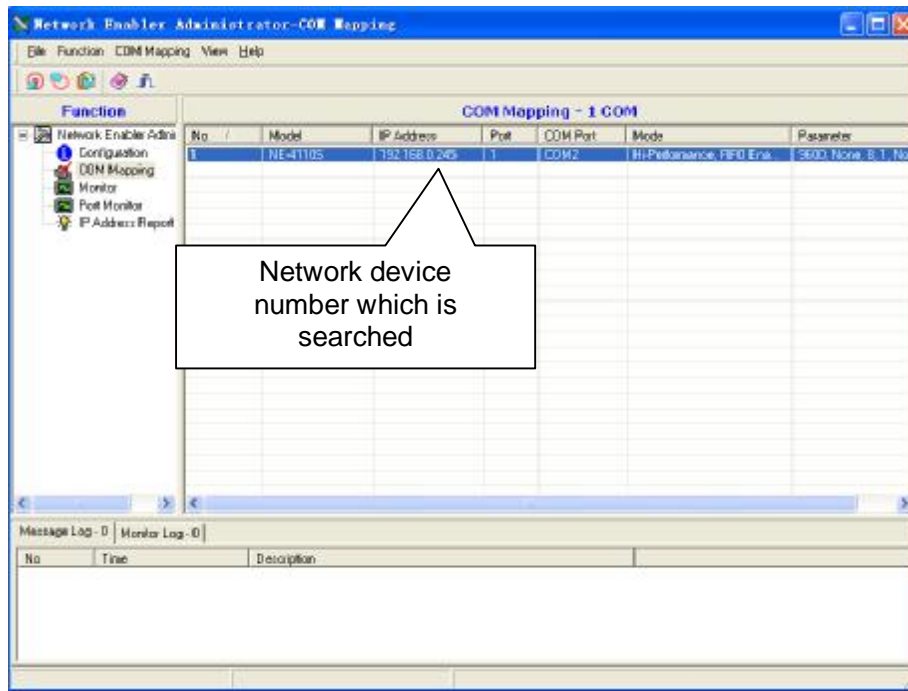 Network Enabler Administrator-COM Mapping
File Function COM Mapping View Help
Function
COM Mapping - 1 COM
Network Enabler Admi
Configuration
COM Mapping
Monitor
Port Monitor
IP Address Report
No / Model IP Address Port COM Port Mode Parameter
1 NE-4110S 192.168.0.245 1 COM2 Hi-Performance, FIFO Ena... 9600, None, 8, 1, No
Network device
number which is
searched
Message Log - 0 Monitor Log - 0
No Time Description